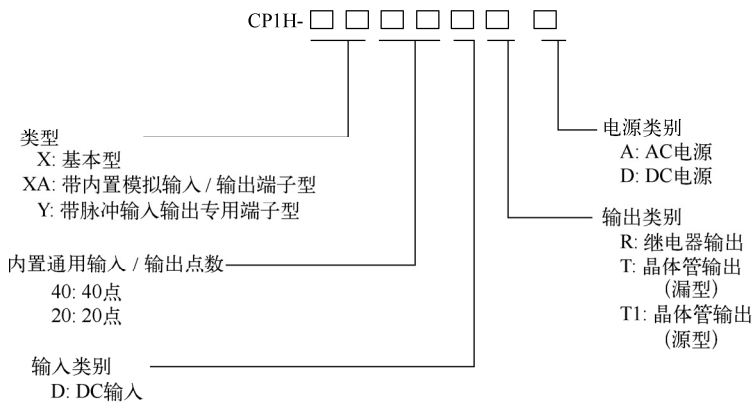 CP1H-□□□□□□ □
类型
X: 基本型
XA: 带内置模拟输入 / 输出端子型
Y: 带脉冲输入输出专用端子型
内置通用输入 / 输出点数
40: 40点
20: 20点
输入类别
D: DC输入
电源类别
A: AC电源
D: DC电源
输出类别
R: 继电器输出
T: 晶体管输出
(漏型)
T1: 晶体管输出
(源型)